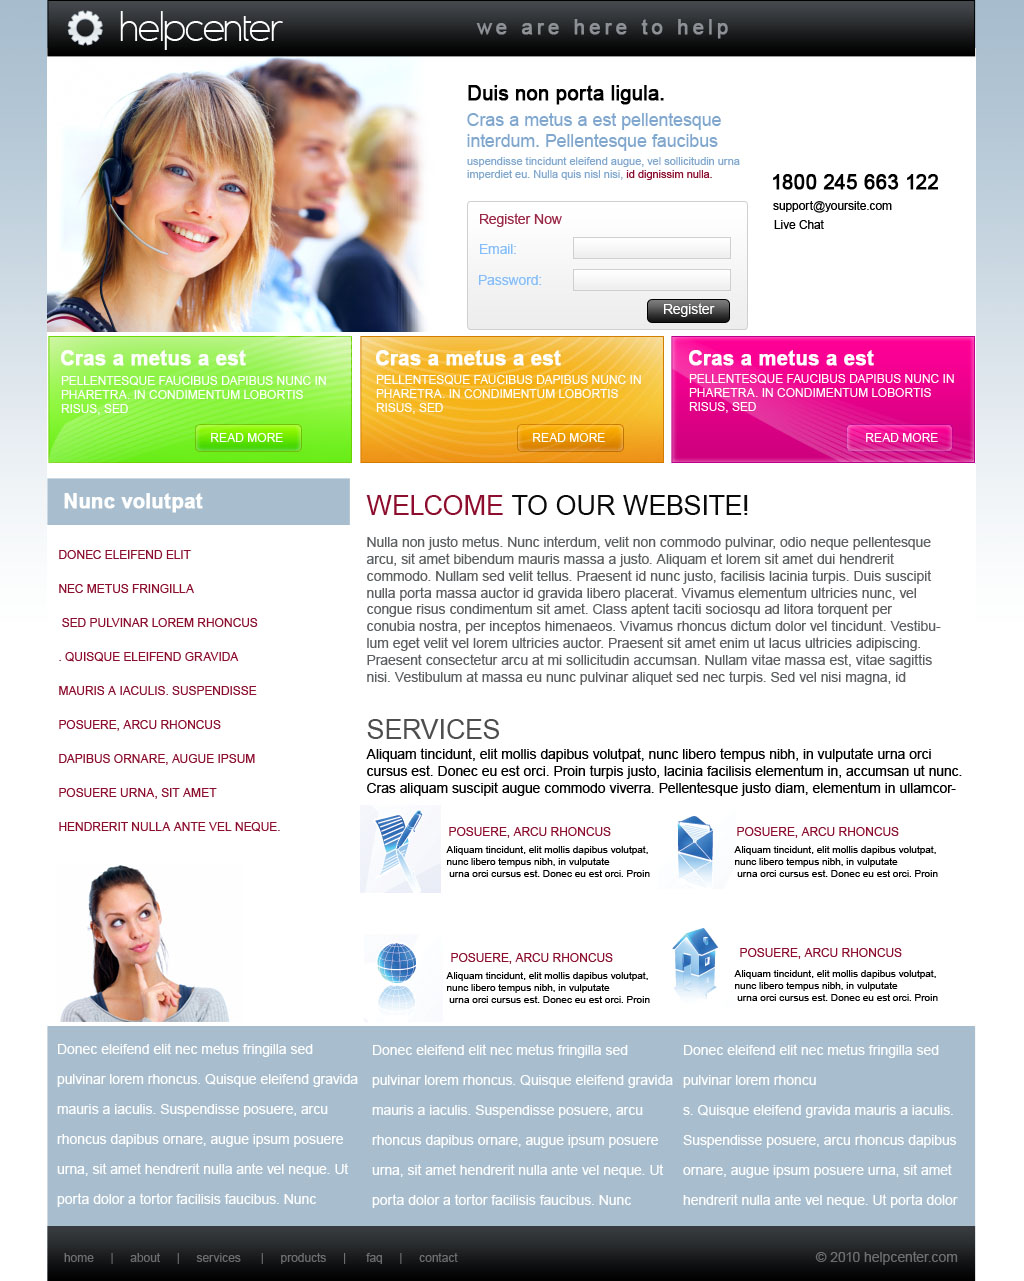 helpcenter
we are here to help
Duis non porta ligula.
Cras a metus a est pellentesque
interdum. Pellentesque faucibus
uspendisse tincidunt eleifend augue, vel sollicitudin urna
imperdiet eu. Nulla quis nisl nisi, id dignissim nulla.
1800 245 663 122
support@yoursite.com
Live Chat
Register Now
Email:
Password:
Register
Cras a metus a est
PELLENTESQUE FAUCIBUS DAPIBUS NUNC IN
PHARETRA. IN CONDIMENTUM LOBORTIS
RISUS, SED
READ MORE
Cras a metus a est
PELLENTESQUE FAUCIBUS DAPIBUS NUNC IN
PHARETRA. IN CONDIMENTUM LOBORTIS
RISUS, SED
READ MORE
Cras a metus a est
PELLENTESQUE FAUCIBUS DAPIBUS NUNC IN
PHARETRA. IN CONDIMENTUM LOBORTIS
RISUS, SED
READ MORE
Nunc volutpat
DONEC ELEIFEND ELIT
NEC METUS FRINGILLA
SED PULVINAR LOREM RHONCUS
. QUISQUE ELEIFEND GRAVIDA
MAURIS A IACULIS. SUSPENDISSE
POSUERE, ARCU RHONCUS
DAPIBUS ORNARE, AUGUE IPSUM
POSUERE URNA, SIT AMET
HENDRERIT NULLA ANTE VEL NEQUE.
WELCOME TO OUR WEBSITE!
Nulla non justo metus. Nunc interdum, velit non commodo pulvinar, odio neque pellentesque
arcu, sit amet bibendum mauris massa a justo. Aliquam et lorem sit amet dui hendrerit
commodo. Nullam sed velit tellus. Praesent id nunc justo, facilisis lacinia turpis. Duis suscipit
nulla porta massa auctor id gravida libero placerat. Vivamus elementum ultricies nunc, vel
congue risus condimentum sit amet. Class aptent taciti sociosqu ad litora torquent per
conubia nostra, per inceptos himenaeos. Vivamus rhoncus dictum dolor vel tincidunt. Vestibu-
lum eget velit vel lorem ultricies auctor. Praesent sit amet enim ut lacus ultricies adipiscing.
Praesent consectetur arcu at mi sollicitudin accumsan. Nullam vitae massa est, vitae sagittis
nisi. Vestibulum at massa eu nunc pulvinar aliquet sed nec turpis. Sed vel nisi magna, id
SERVICES
Aliquam tincidunt, elit mollis dapibus volutpat, nunc libero tempus nibh, in vulputate urna orci
cursus est. Donec eu est orci. Proin turpis justo, lacinia facilisis elementum in, accumsan ut nunc.
Cras aliquam suscipit augue commodo viverra. Pellentesque justo diam, elementum in ullamcor-
POSUERE, ARCU RHONCUS
Aliquam tincidunt, elit mollis dapibus volutpat,
nunc libero tempus nibh, in vulputate
urna orci cursus est. Donec eu est orci. Proin
POSUERE, ARCU RHONCUS
Aliquam tincidunt, elit mollis dapibus volutpat,
nunc libero tempus nibh, in vulputate
urna orci cursus est. Donec eu est orci. Proin
POSUERE, ARCU RHONCUS
Aliquam tincidunt, elit mollis dapibus volutpat,
nunc libero tempus nibh, in vulputate
urna orci cursus est. Donec eu est orci. Proin
POSUERE, ARCU RHONCUS
Aliquam tincidunt, elit mollis dapibus volutpat,
nunc libero tempus nibh, in vulputate
urna orci cursus est. Donec eu est orci. Proin
Donec eleifend elit nec metus fringilla sed
pulvinar lorem rhoncus. Quisque eleifend gravida
mauris a iaculis. Suspendisse posuere, arcu
rhoncus dapibus ornare, augue ipsum posuere
urna, sit amet hendrerit nulla ante vel neque. Ut
porta dolor a tortor facilisis faucibus. Nunc
Donec eleifend elit nec metus fringilla sed
pulvinar lorem rhoncus. Quisque eleifend gravida
mauris a iaculis. Suspendisse posuere, arcu
rhoncus dapibus ornare, augue ipsum posuere
urna, sit amet hendrerit nulla ante vel neque. Ut
porta dolor a tortor facilisis faucibus. Nunc
Donec eleifend elit nec metus fringilla sed
pulvinar lorem rhoncu
s. Quisque eleifend gravida mauris a iaculis.
Suspendisse posuere, arcu rhoncus dapibus
ornare, augue ipsum posuere urna, sit amet
hendrerit nulla ante vel neque. Ut porta dolor
home | about | services | products | faq | contact
© 2010 helpcenter.com